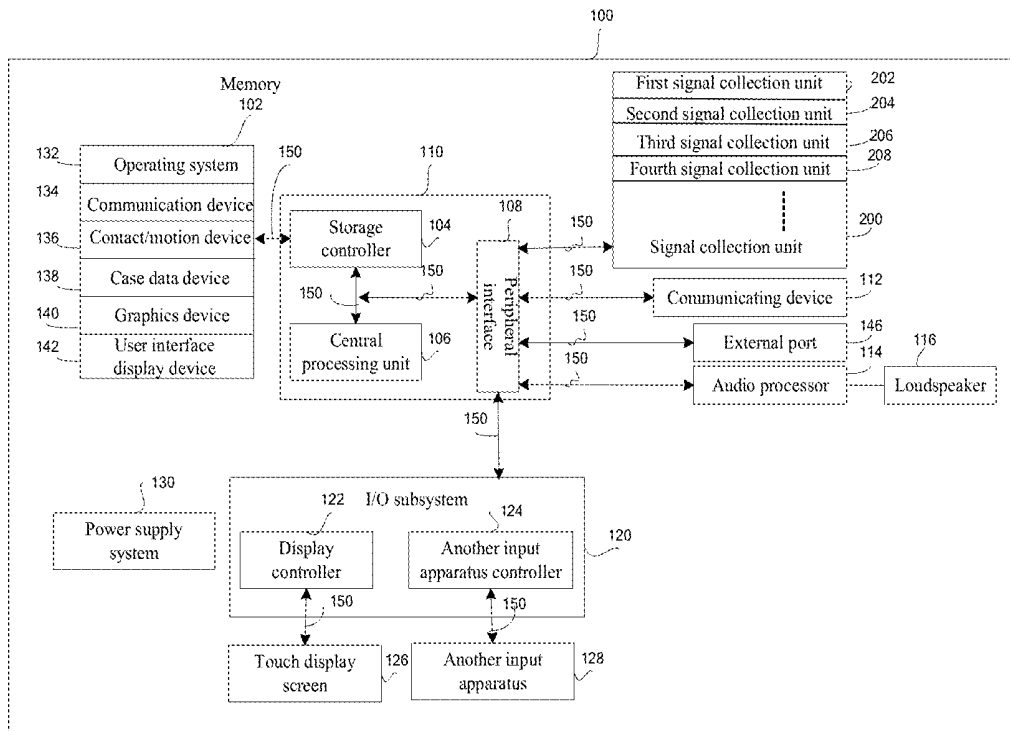 100
Memory
102
132
Operating system
134
Communication device
136
Contact/motion device
138
Case data device
140
Graphics device
142
User interface
display device
150
110
Storage
controller
104
150
150
Central
processing unit
106
108
Peripheral
interface
First signal collection unit
202
Second signal collection unit
204
Third signal collection unit
206
Fourth signal collection unit
208
Signal collection unit
200
150
150
Communicating device
112
150
External port
146
150
Audio processor
114
116
Loudspeaker
150
130
Power supply
system
I/O subsystem
122
Display
controller
124
Another input
apparatus controller
120
150
150
Touch display
screen
126
Another input
apparatus
128